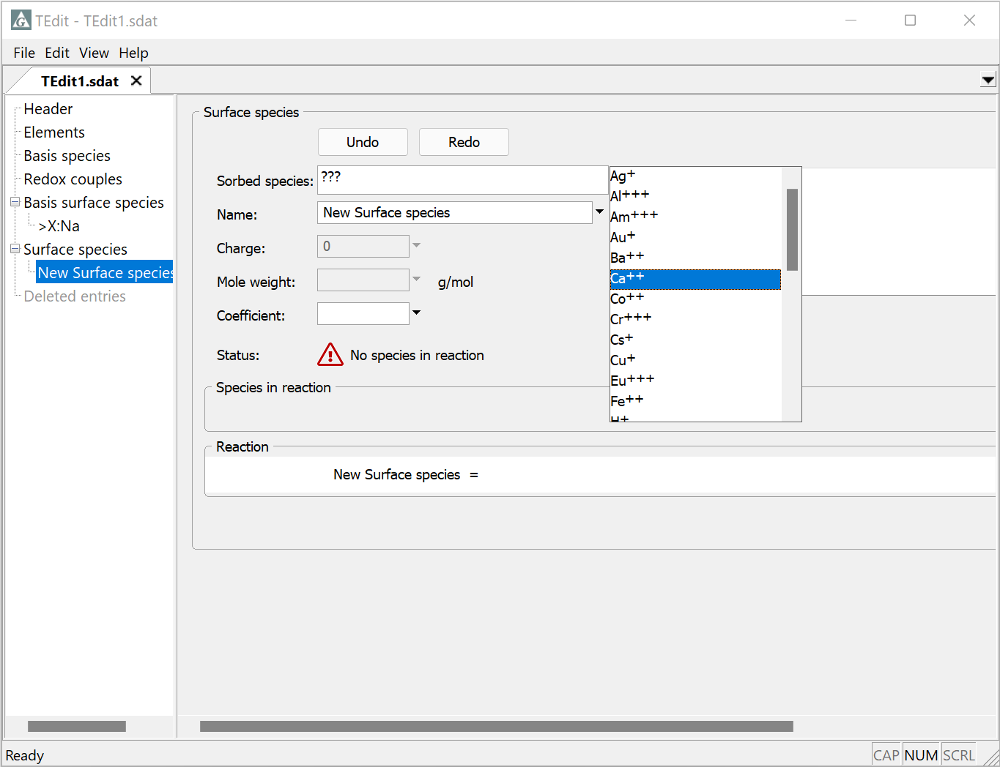 TEdit - TEdit1.sdat
File Edit View Help
TEdit1.sdat
Header
Elements
Basis species
Redox couples
Basis surface species
>X:Na
Surface species
New Surface species
Deleted entries
Surface species
Undo Redo
Sorbed species: ???
Name: New Surface species
Charge: 0
Mole weight: g/mol
Coefficient:
Status: No species in reaction
Ag+
Al+++
Am+++
Au+
Ba++
Ca++
Co++
Cr+++
Cs+
Cu+
Eu+++
Fe++
H+
Species in reaction
Reaction
New Surface species =
Ready
CAP NUM SCRL